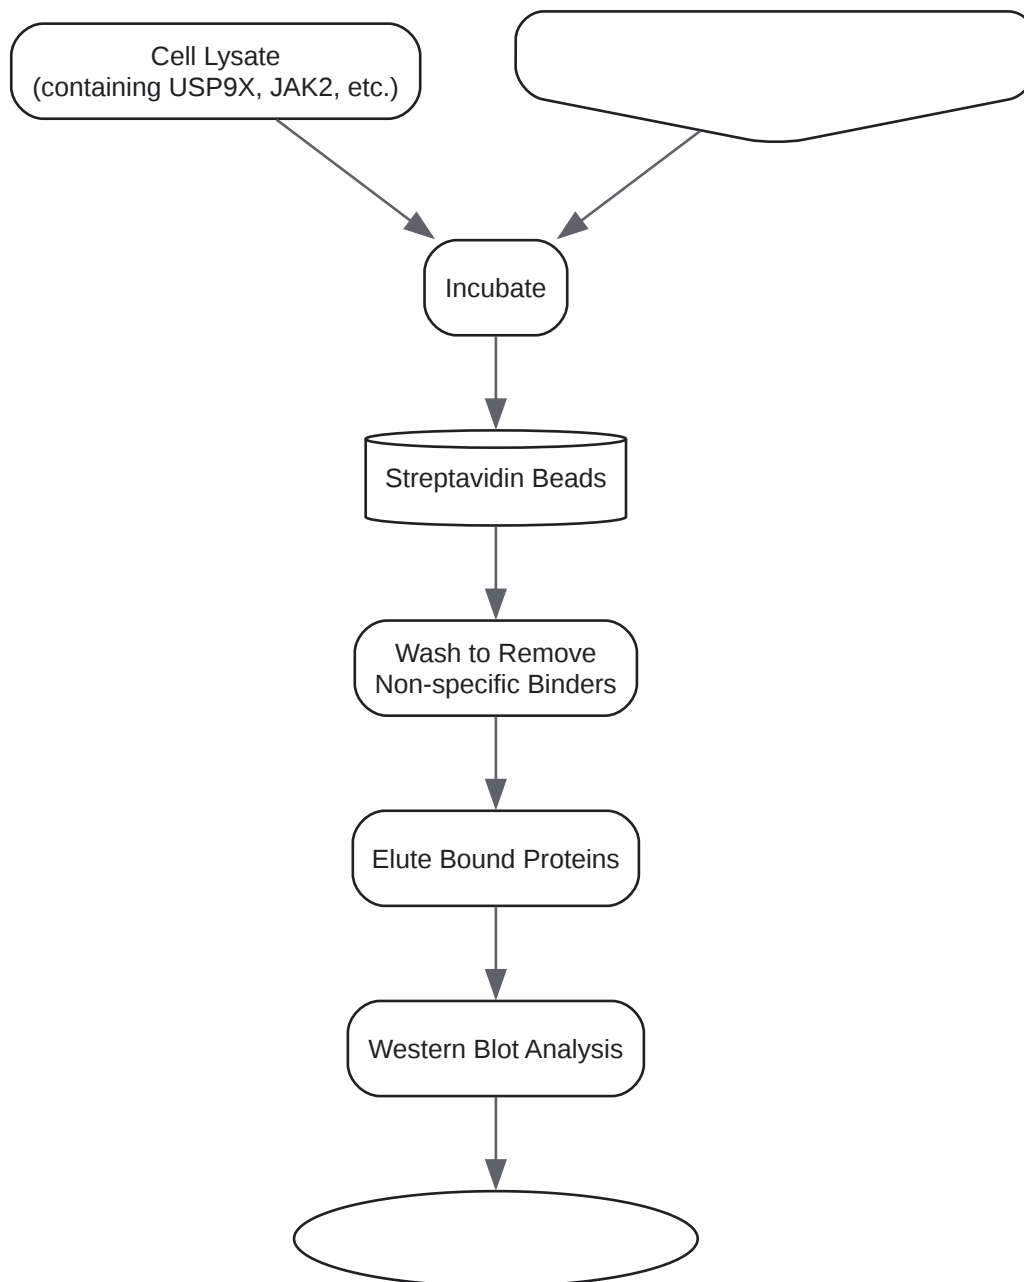 Cell Lysate
(containing USP9X, JAK2, etc.)
Incubate
Streptavidin Beads
Wash to Remove
Non-specific Binders
Elute Bound Proteins
Western Blot Analysis